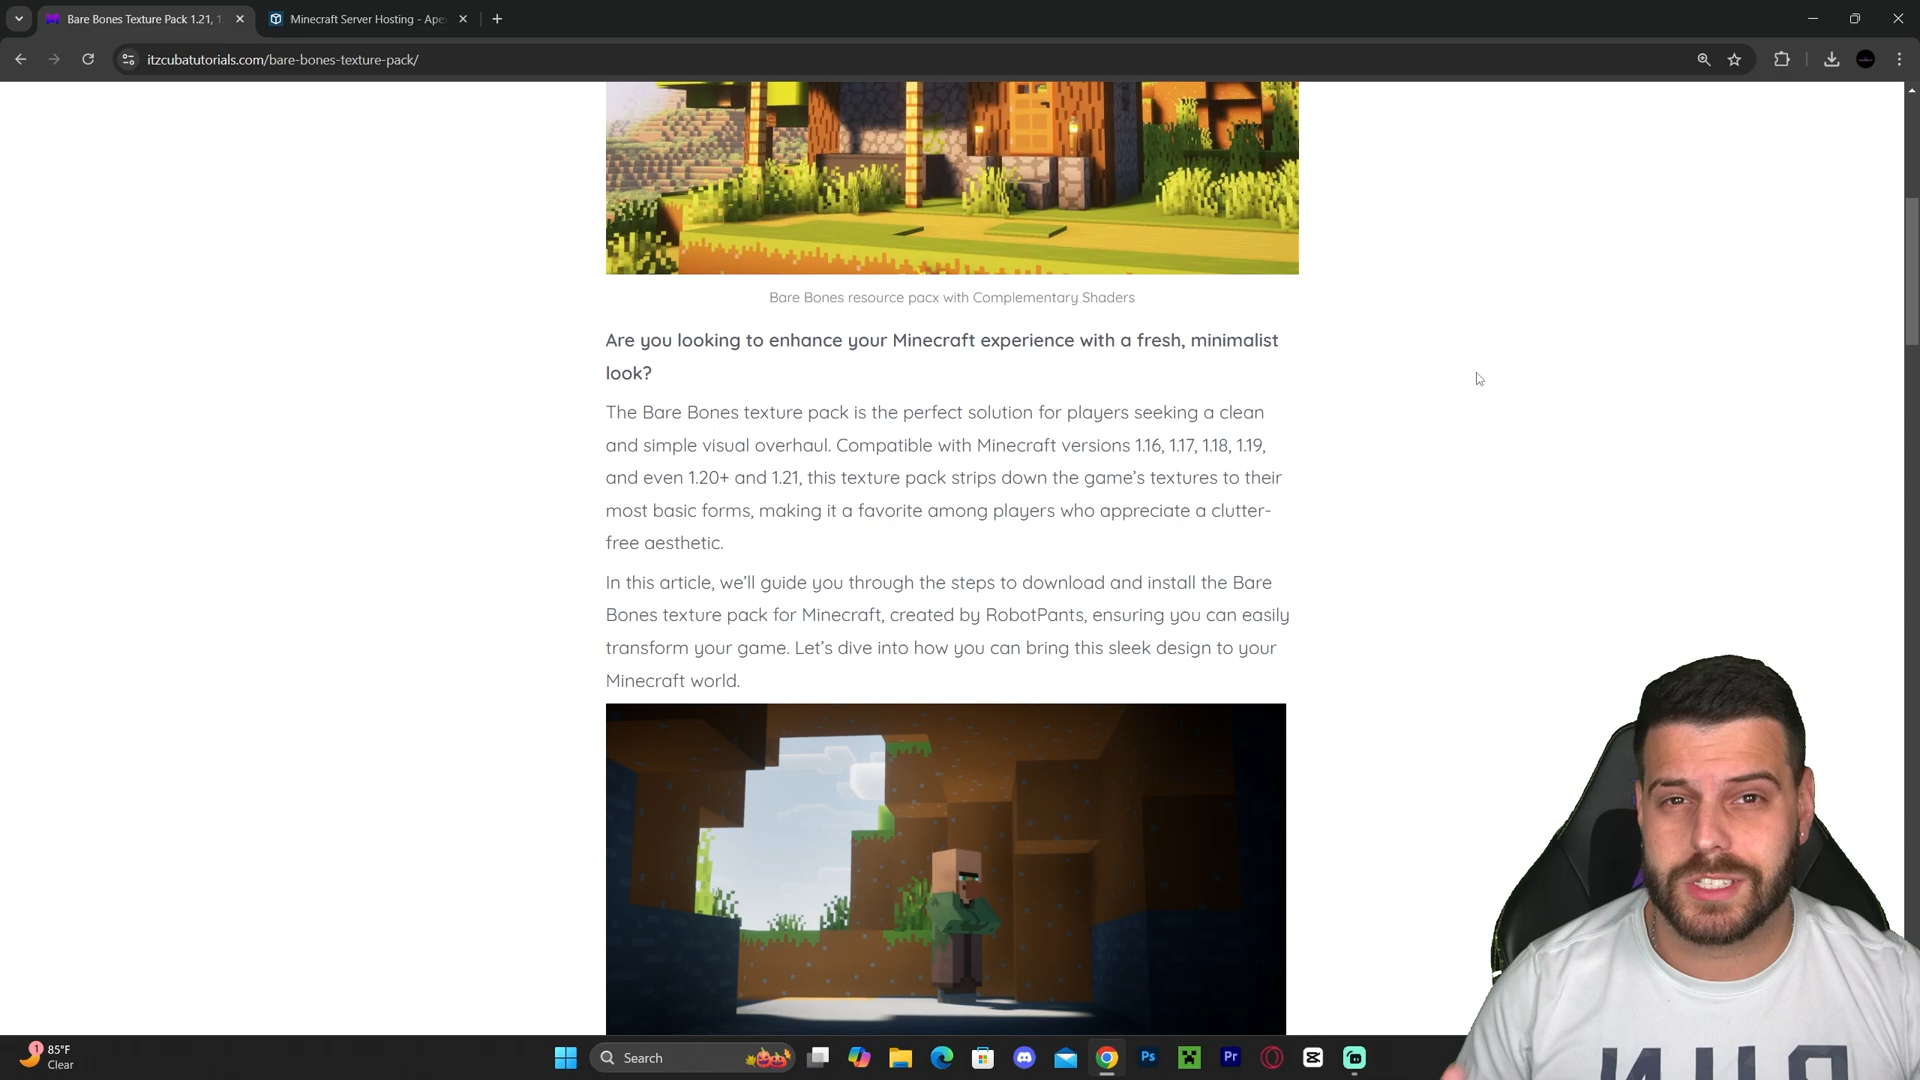 Bare Bones Texture Pack 1.21, 1
Minecraft Server Hosting - Ape
itzcubatutorials.com/bare-bones-texture-pack/
Bare Bones resource pacx with Complementary Shaders
Are you looking to enhance your Minecraft experience with a fresh, minimalist
look?
The Bare Bones texture pack is the perfect solution for players seeking a clean
and simple visual overhaul. Compatible with Minecraft versions 1.16, 1.17, 1.18, 1.19,
and even 1.20+ and 1.21, this texture pack strips down the game's textures to their
most basic forms, making it a favorite among players who appreciate a clutter-
free aesthetic.
In this article, we'll guide you through the steps to download and install the Bare
Bones texture pack for Minecraft, created by RobotPants, ensuring you can easily
transform your game. Let's dive into how you can bring this sleek design to your
Minecraft world.
1
85°F
Clear
Search
Ps
Pr